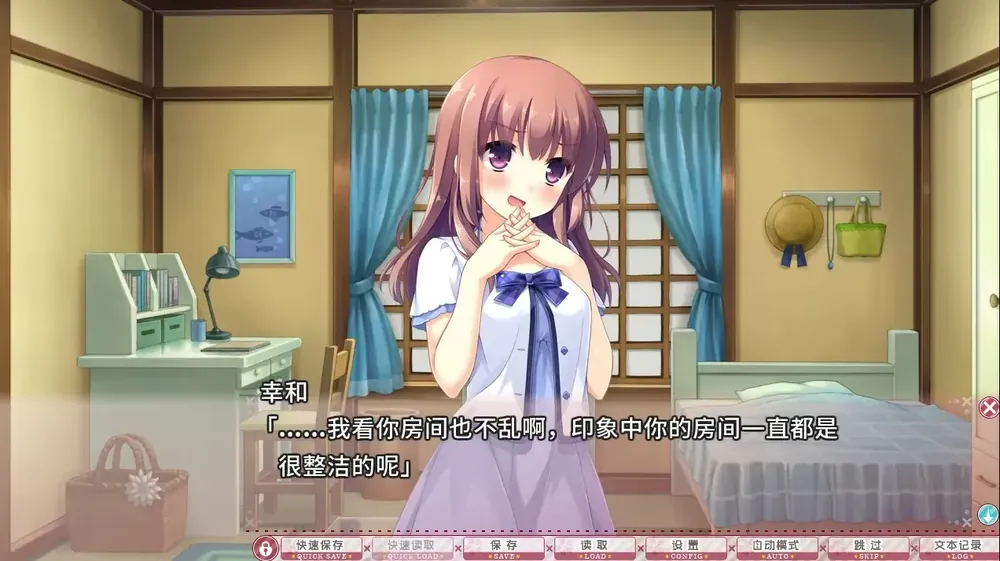 幸和
「……我看你房间也不乱啊，印象中你的房间一直都是
很整洁的呢」
快速保存 快速读取 保存 读取 设置 自动模式 跳过 文本记录
QUICK SAVE QUICK LOAD SAVE LOAD CONFIG AUTO SKIP LOG